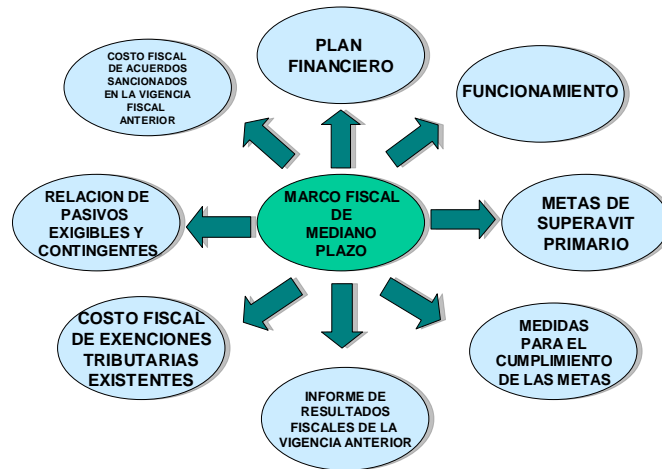 PLAN
FINANCIERO
COSTO FISCAL
DE ACUERDOS
SANCIONADOS
EN LA VIGENCIA
FISCAL
ANTERIOR
FUNCIONAMIENTO
RELACION DE
PASIVOS
EXIGIBLES Y
CONTINGENTES
MARCO FISCAL
DE
MEDIANO
PLAZO
METAS DE
SUPERAVIT
PRIMARIO
COSTO FISCAL
DE EXENCIONES
TRIBUTARIAS
EXISTENTES
MEDIDAS
PARA EL
CUMPLIMIENTO
DE LAS METAS
INFORME DE
RESULTADOS
FISCALES DE LA
VIGENCIA ANTERIOR